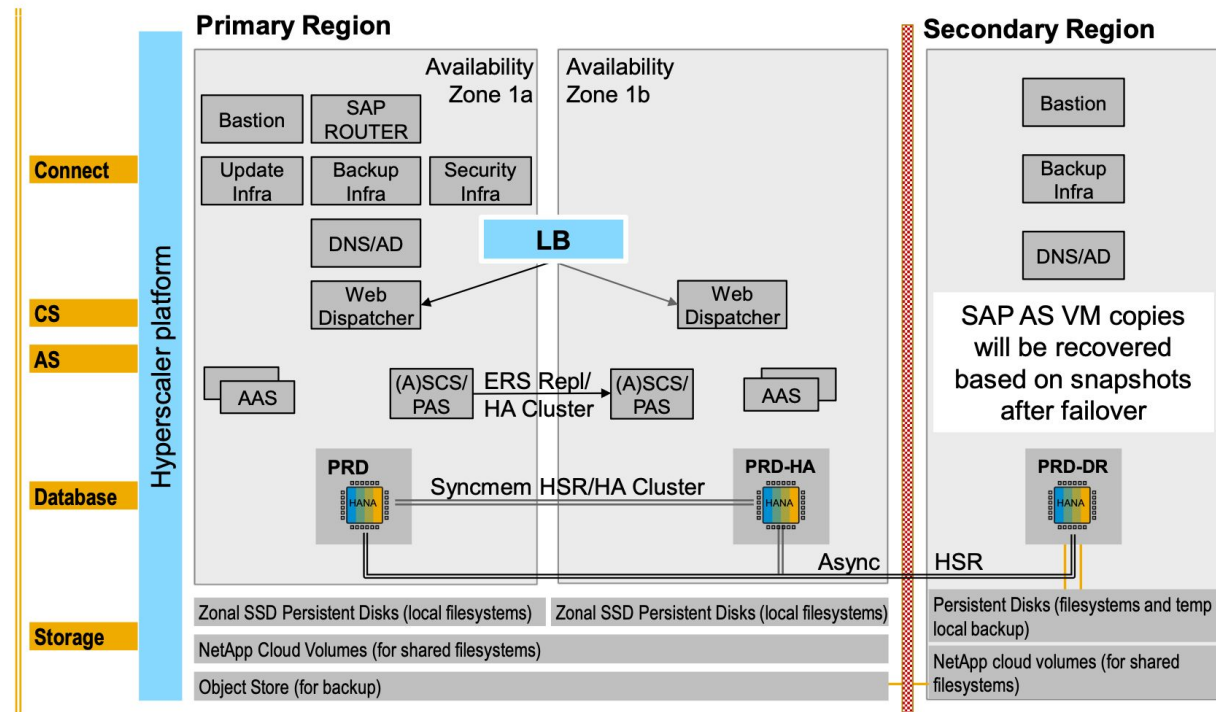 Primary Region
Secondary Region
Hyperscaler platform
Connect
CS
AS
Database
Storage
Availability
Zone 1a
Availability
Zone 1b
Bastion
SAP
ROUTER
Update
Infra
Backup
Infra
Security
Infra
DNS/AD
LB
Web
Dispatcher
Web
Dispatcher
AAS
(A)SCS/
PAS
ERS Repl/
HA Cluster
(A)SCS/
PAS
AAS
PRD
HANA
Syncmem HSR/HA Cluster
PRD-HA
HANA
Async
HSR
Bastion
Backup
Infra
DNS/AD
SAP AS VM copies
will be recovered
based on snapshots
after failover
PRD-DR
HANA
Zonal SSD Persistent Disks (local filesystems)
Zonal SSD Persistent Disks (local filesystems)
NetApp Cloud Volumes (for shared filesystems)
Object Store (for backup)
Persistent Disks (filesystems and temp
local backup)
NetApp cloud volumes (for shared
filesystems)